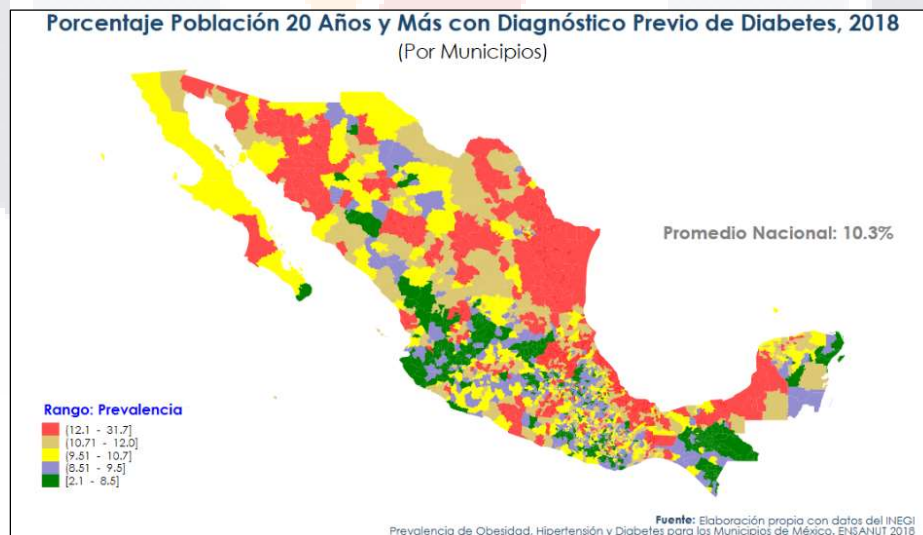 Porcentaje Población 20 Años y Más con Diagnóstico Previo de Diabetes, 2018
(Por Municipios)
Promedio Nacional: 10.3%
Rango: Prevalencia
(12.1 - 31.7]
(10.71 - 12.0]
(9.51 - 10.7]
(8.51 - 9.5]
[2.1 - 8.5]
Fuente: Elaboración propia con datos del INEGI
Prevalencia de Obesidad, Hipertensión y Diabetes para los Municipios de México, ENSANUT 2018